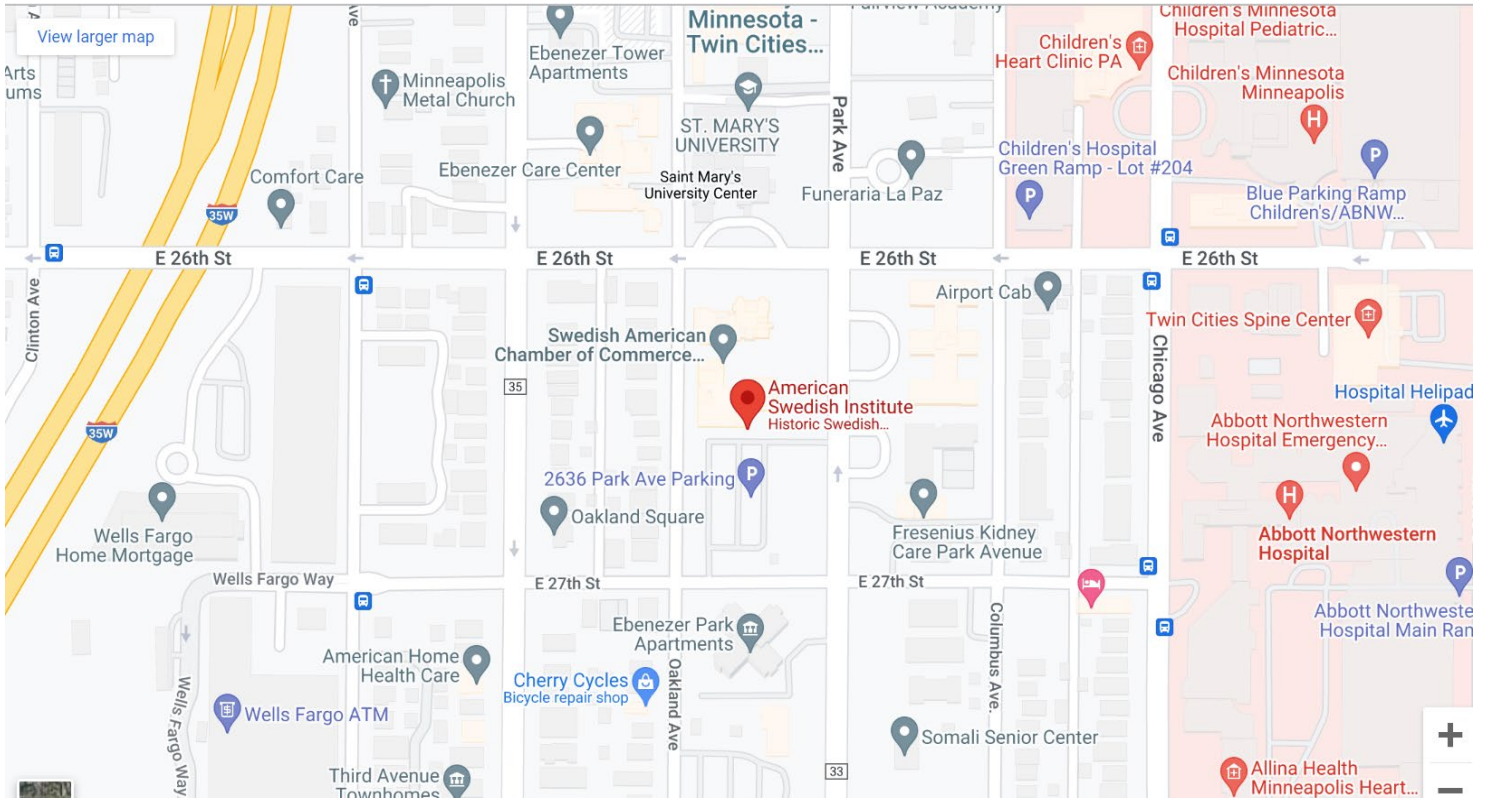 View larger map
Arts
ums
Ave
Minneapolis
Metal Church
Ebenezer Tower
Apartments
Minnesota -
Twin Cities...
Fairview Academy
Children's
Heart Clinic PA
Children's Minnesota
Hospital Pediatric...
Children's Minnesota
Minneapolis
H
ST. MARY'S
UNIVERSITY
Park Ave
Ebenezer Care Center
Saint Mary's
University Center
Funeraria La Paz
Children's Hospital
Green Ramp - Lot #204
P
P
Blue Parking Ramp
Children's/ABNW...
Comfort Care
35W
E 26th St
E 26th St
E 26th St
E 26th St
Clinton Ave
Airport Cab
Swedish American
Chamber of Commerce...
Twin Cities Spine Center
35
American
Swedish Institute
Historic Swedish...
Chicago Ave
Hospital Helipad
Abbott Northwestern
Hospital Emergency...
35W
2636 Park Ave Parking
P
H
Oakland Square
Wells Fargo
Home Mortgage
Fresenius Kidney
Care Park Avenue
Abbott Northwestern
Hospital
Wells Fargo Way
E 27th St
E 27th St
P
Abbott Northweste
Hospital Main Ran
Ebenezer Park
Apartments
Columbus Ave.
American Home
Health Care
Cherry Cycles
Bicycle repair shop
Oakland Ave
Wells Fargo Way
$
Wells Fargo ATM
Somali Senior Center
Third Avenue
Townhomes
33
Allina Health
Minneapolis Heart...
+
−